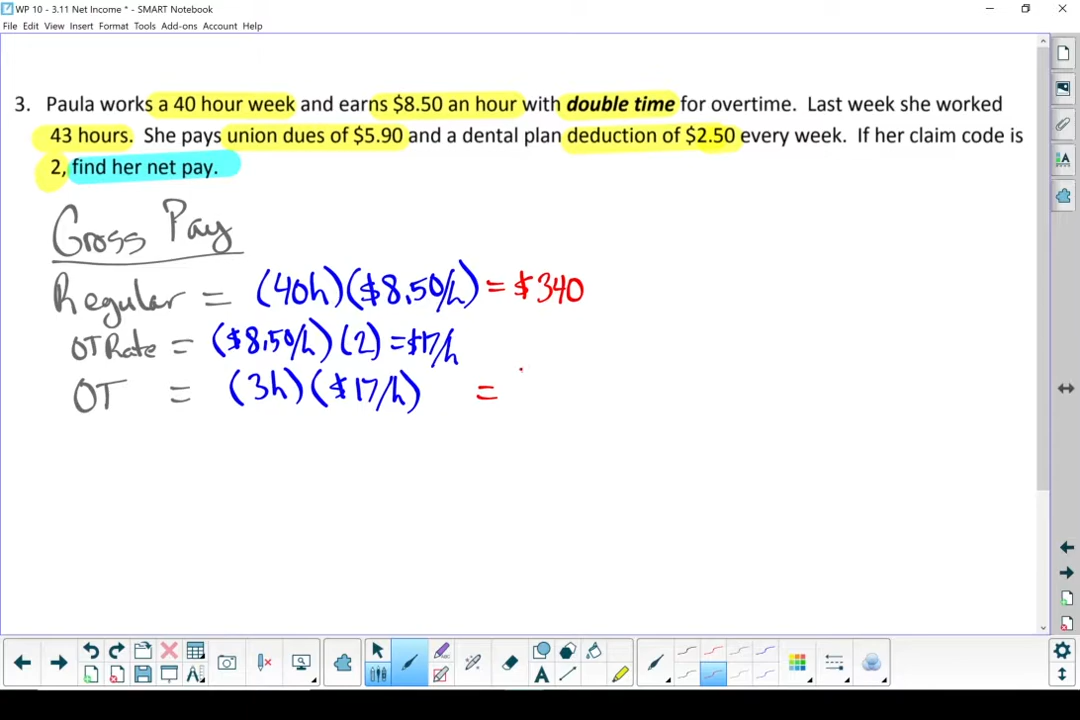 WP 10 - 3.11 Net Income * - SMART Notebook
File Edit View Insert Format Tools Add-ons Account Help
3. Paula works a 40 hour week and earns $8.50 an hour with double time for overtime. Last week she worked
43 hours. She pays union dues of $5.90 and a dental plan deduction of $2.50 every week. If her claim code is
2, find her net pay.
Gross Pay
Regular = (40h)($8.50/h) = $340
OT Rate = ($8.50/h)(2) = $17/h
OT = (3h)($17/h) =